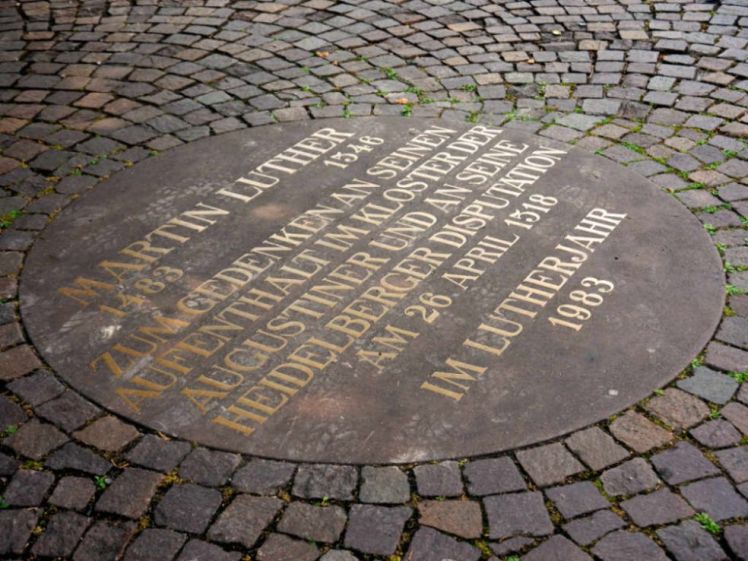 MARTIN LUTHER
1483 1546
ZUM GEDENKEN AN SEINEN
AUFENTHALT IM KLOSTER DER
AUGUSTINER UND AN SEINE
HEIDELBERGER DISPUTATION
AM 26 APRIL 1518
IM LUTHERJAHR
1983